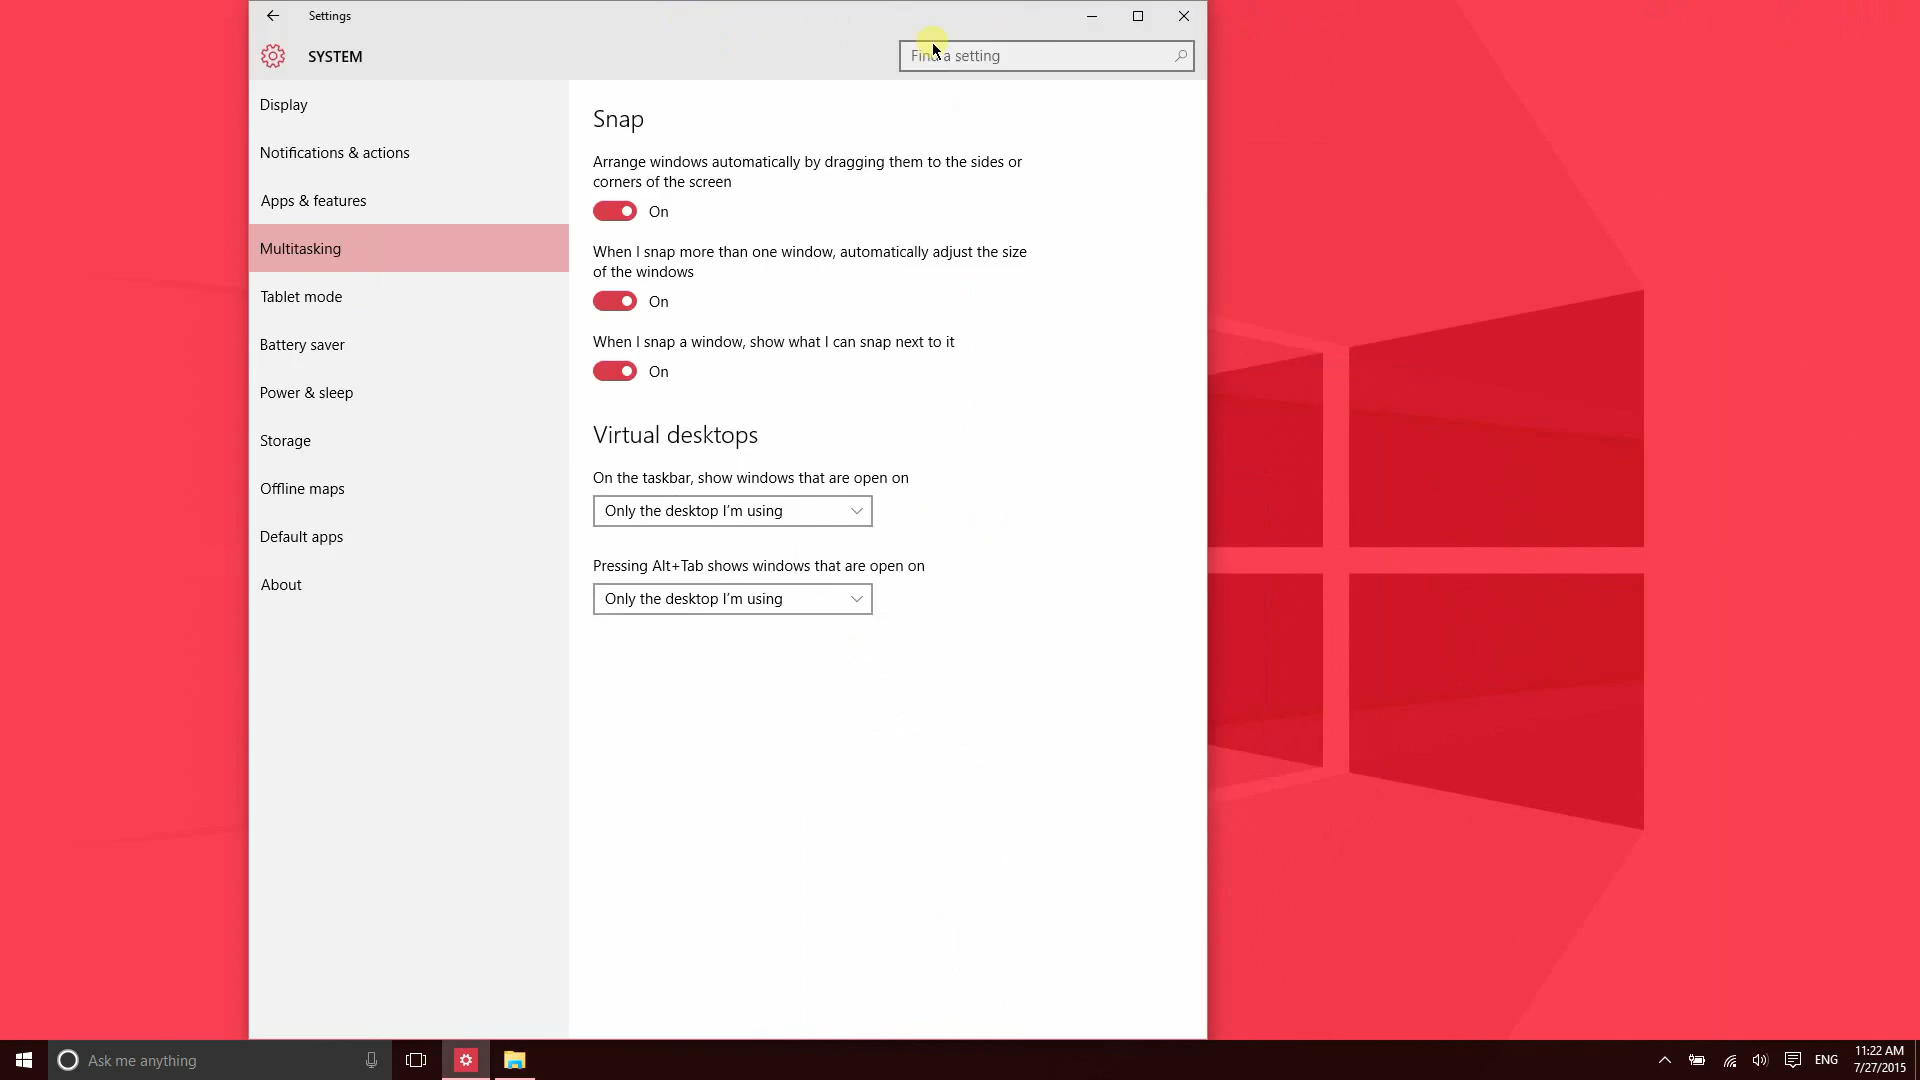 Settings
SYSTEM
Find a setting
Display
Notifications & actions
Apps & features
Multitasking
Tablet mode
Battery saver
Power & sleep
Storage
Offline maps
Default apps
About
Snap
Arrange windows automatically by dragging them to the sides or
corners of the screen
On
When I snap more than one window, automatically adjust the size
of the windows
On
When I snap a window, show what I can snap next to it
On
Virtual desktops
On the taskbar, show windows that are open on
Only the desktop I'm using
Pressing Alt+Tab shows windows that are open on
Only the desktop I'm using
Ask me anything
ENG
11:22 AM
7/27/2015